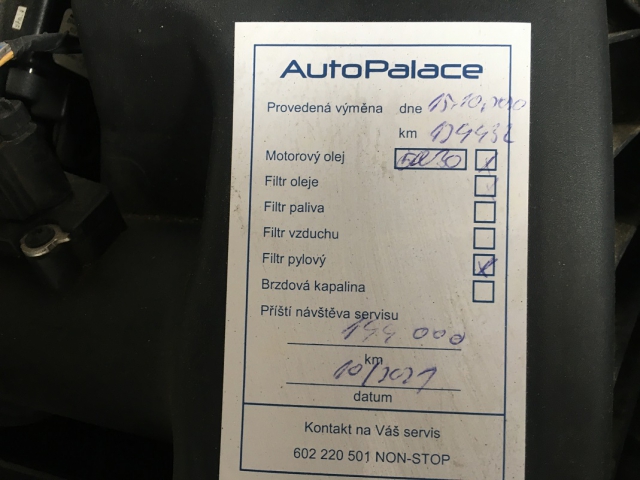 AutoPalace
Provedená výměna dne 15.10.2020
km
Motorový olej 5W30 x
Filtr oleje
Filtr paliva
Filtr vzduchu
Filtr pylový x
Brzdová kapalina
Příští návštěva servisu
144 000
km
10/2021
datum
Kontakt na Váš servis
602 220 501 NON-STOP